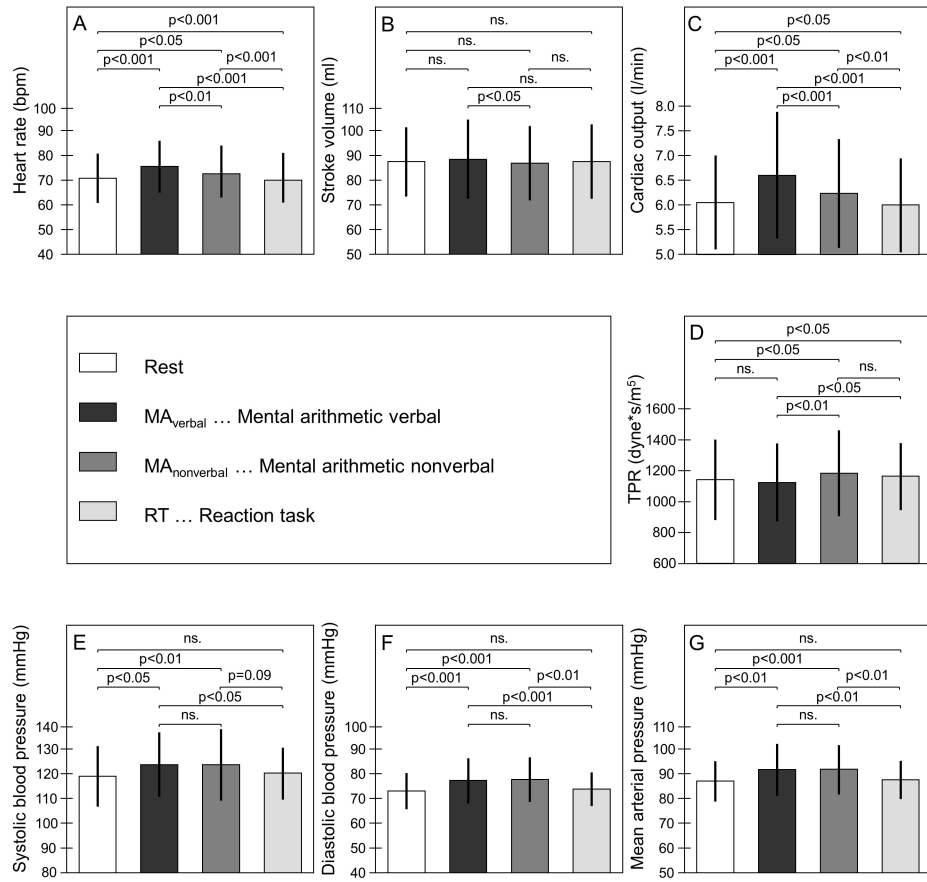 A
p<0.001
p<0.05
p<0.001 p<0.001
p<0.001
p<0.01
Heart rate (bpm)
100
90
80
70
60
50
40
B
ns.
ns.
ns. ns.
ns.
p<0.05
Stroke volume (ml)
110
100
90
80
70
60
50
C
p<0.05
p<0.05
p<0.001 p<0.01
p<0.001
p<0.001
Cardiac output (l/min)
8.0
7.5
7.0
6.5
6.0
5.5
5.0
Rest
MAverbal … Mental arithmetic verbal
MAnonverbal … Mental arithmetic nonverbal
RT … Reaction task
D
p<0.05
p<0.05
ns. ns.
p<0.05
p<0.01
TPR (dyne*s/m⁵)
1600
1400
1200
1000
800
600
E
ns.
p<0.01
p<0.05 p=0.09
p<0.05
ns.
Systolic blood pressure (mmHg)
140
130
120
110
100
90
80
F
ns.
p<0.001
p<0.001 p<0.01
p<0.001
ns.
Diastolic blood pressure (mmHg)
100
90
80
70
60
50
40
G
ns.
p<0.001
p<0.01 p<0.01
p<0.01
ns.
Mean arterial pressure (mmHg)
110
100
90
80
70
60
50